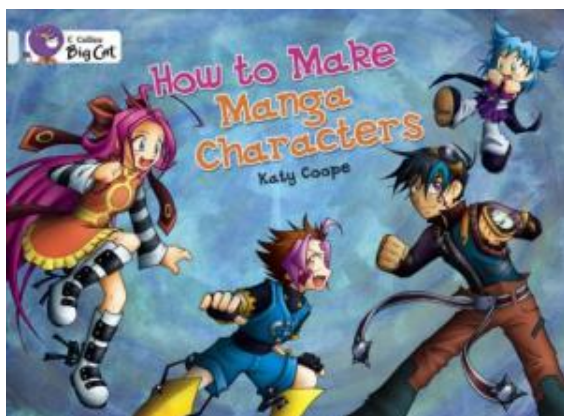 Collins
Big Cat
How to Make
Manga
Characters
Katy Coope